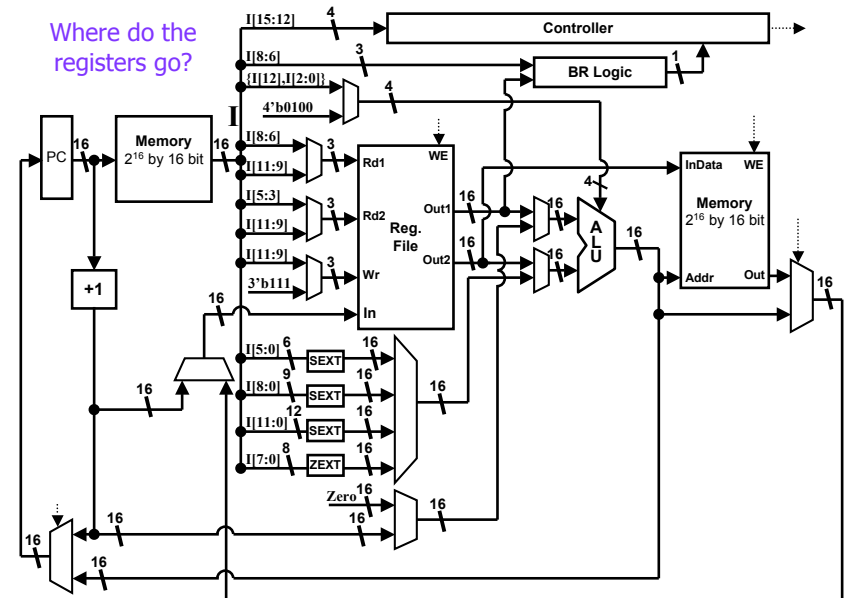 Where do the
registers go?
I[15:12]
4
Controller
I[8:6]
3
BR Logic
1
{I[12],I[2:0]}
4'b0100
4
I
PC
16
Memory
2^16 by 16 bit
16
I[8:6]
I[11:9]
3
Rd1
WE
I[5:3]
I[11:9]
3
Rd2
Reg.
File
Out1
16
Out2
16
I[11:9]
3'b111
3
Wr
In
16
16
16
4
A
L
U
16
InData
WE
Memory
2^16 by 16 bit
Addr
Out
16
+1
I[5:0]
6
SEXT
16
I[8:0]
9
SEXT
16
I[11:0]
12
SEXT
16
I[7:0]
8
ZEXT
16
16
16
Zero
16
16
16
16
16
16